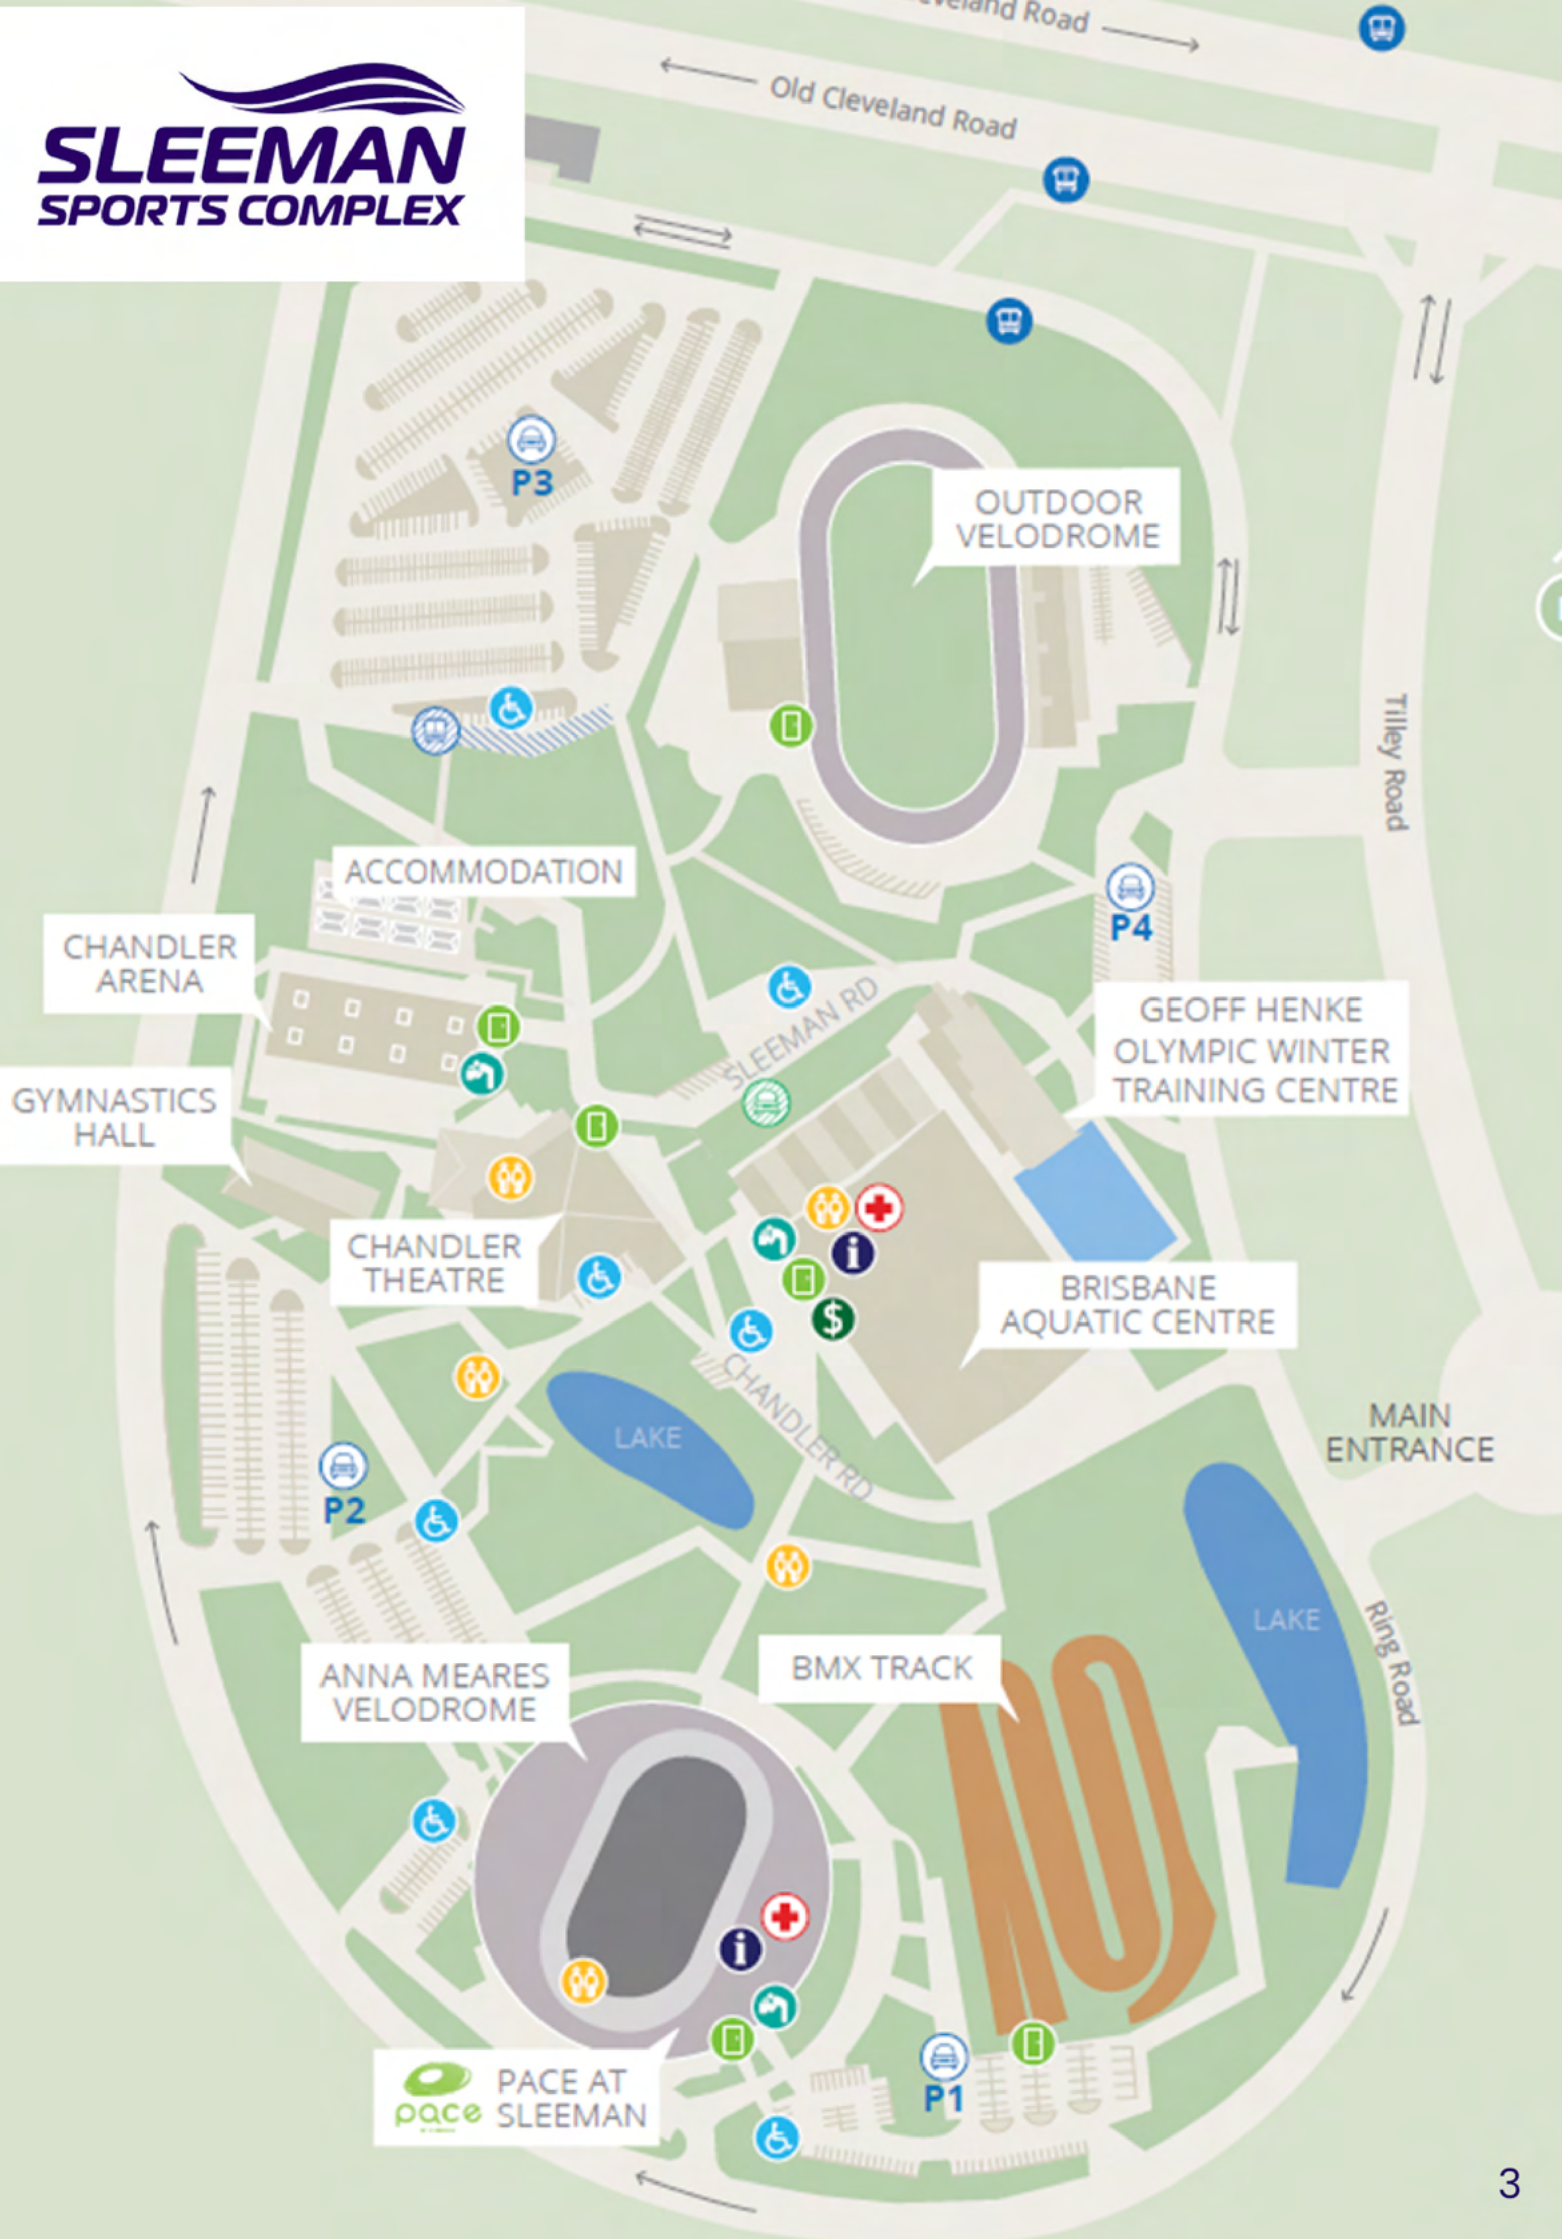 Cleveland Road
Old Cleveland Road
SLEEMAN
SPORTS COMPLEX
P3
OUTDOOR
VELODROME
Tilley Road
ACCOMMODATION
P4
CHANDLER
ARENA
SLEEMAN RD
GEOFF HENKE
OLYMPIC WINTER
TRAINING CENTRE
GYMNASTICS
HALL
CHANDLER
THEATRE
i
$
BRISBANE
AQUATIC CENTRE
CHANDLER RD
LAKE
MAIN
ENTRANCE
P2
LAKE
Ring Road
ANNA MEARES
VELODROME
BMX TRACK
i
P1
pace
PACE AT
SLEEMAN
3